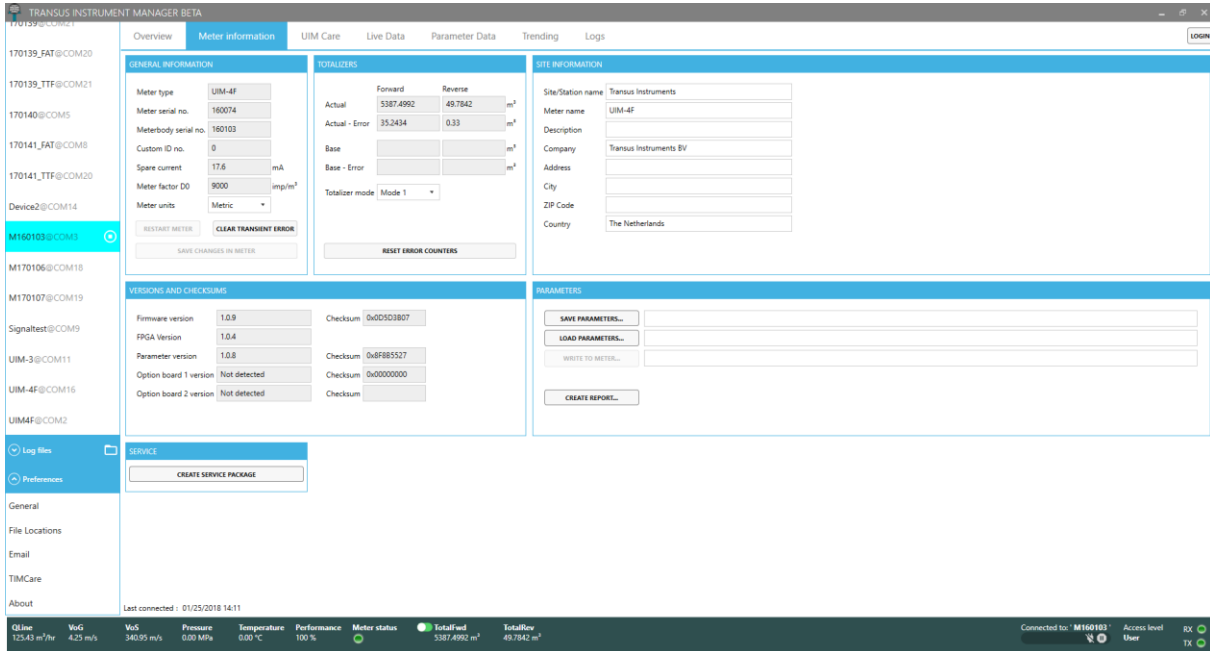 TRANSUS INSTRUMENT MANAGER BETA
170139@COM21
170139_FAT@COM20
170139_TTF@COM21
170140@COM5
170141_FAT@COM8
170141_TTF@COM20
Device2@COM14
M160103@COM3
M170106@COM18
M170107@COM19
Signaltest@COM9
UIM-3@COM11
UIM-4F@COM16
UIM4F@COM2
Log files
Preferences
General
File Locations
Email
TIMCare
About
Overview Meter information UIM Care Live Data Parameter Data Trending Logs
LOGIN
GENERAL INFORMATION
Meter type UIM-4F
Meter serial no. 160074
Meterbody serial no. 160103
Custom ID no. 0
Spare current 17.6 mA
Meter factor D0 9000 imp/m³
Meter units Metric
RESTART METER CLEAR TRANSIENT ERROR
SAVE CHANGES IN METER
TOTALIZERS
Forward Reverse
Actual 5387.4992 49.7842 m³
Actual - Error 35.2434 0.33 m³
Base m³
Base - Error m³
Totalizer mode Mode 1
RESET ERROR COUNTERS
SITE INFORMATION
Site/Station name Transus Instruments
Meter name UIM-4F
Description
Company Transus Instruments BV
Address
City
ZIP Code
Country The Netherlands
VERSIONS AND CHECKSUMS
Firmware version 1.0.9 Checksum 0x0D5D3B07
FPGA Version 1.0.4
Parameter version 1.0.8 Checksum 0x8F8B5527
Option board 1 version Not detected Checksum 0x00000000
Option board 2 version Not detected Checksum
PARAMETERS
SAVE PARAMETERS...
LOAD PARAMETERS...
WRITE TO METER...
CREATE REPORT...
SERVICE
CREATE SERVICE PACKAGE
Last connected : 01/25/2018 14:11
QLine VoG VoS Pressure Temperature Performance Meter status TotalFwd TotalRev
125.43 m³/hr 4.25 m/s 340.95 m/s 0.00 MPa 0.00 °C 100 % 5387.4992 m³ 49.7842 m³
Connected to: ' M160103 ' Access level RX
User TX